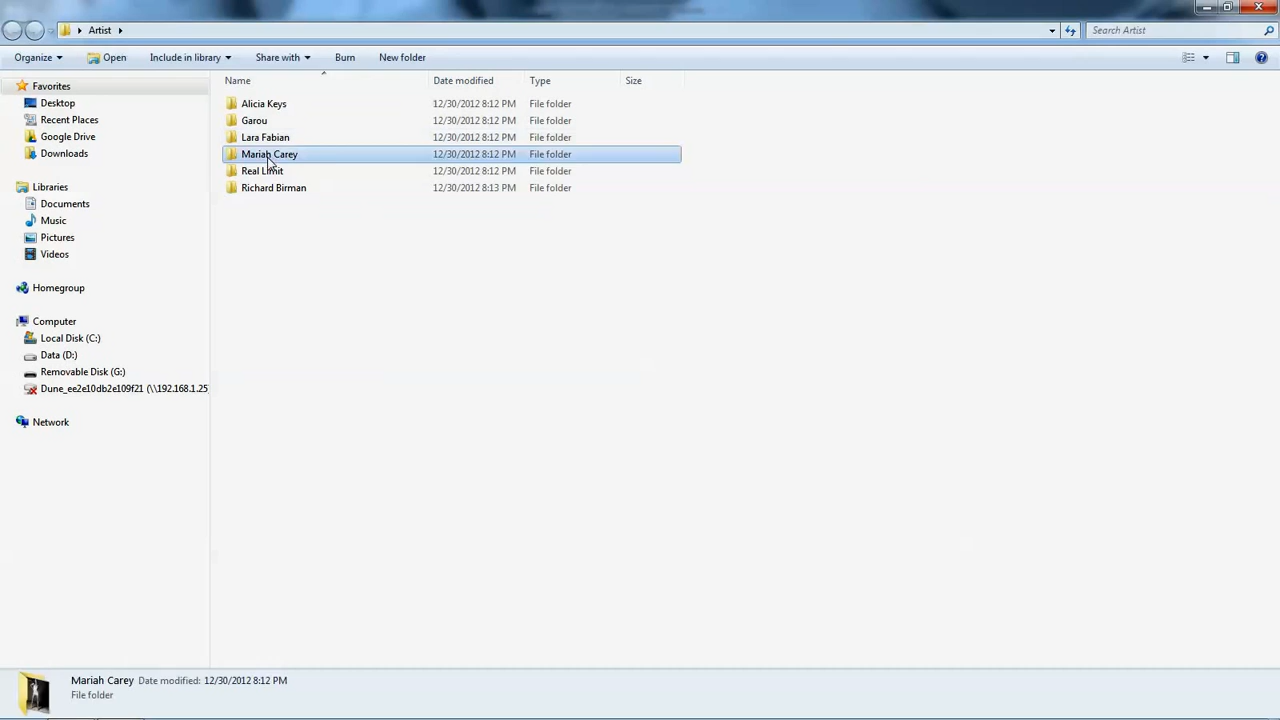 Artist
Search Artist
Organize Open Include in library Share with Burn New folder
Name Date modified Type Size
Favorites
Desktop
Recent Places
Google Drive
Downloads
Libraries
Documents
Music
Pictures
Videos
Homegroup
Computer
Local Disk (C:)
Data (D:)
Removable Disk (G:)
Dune_ee2e10db2e109f21 (\\192.168.1.25)
Network
Alicia Keys 12/30/2012 8:12 PM File folder
Garou 12/30/2012 8:12 PM File folder
Lara Fabian 12/30/2012 8:12 PM File folder
Mariah Carey 12/30/2012 8:12 PM File folder
Real Limit 12/30/2012 8:12 PM File folder
Richard Birman 12/30/2012 8:13 PM File folder
Mariah Carey Date modified: 12/30/2012 8:12 PM
File folder